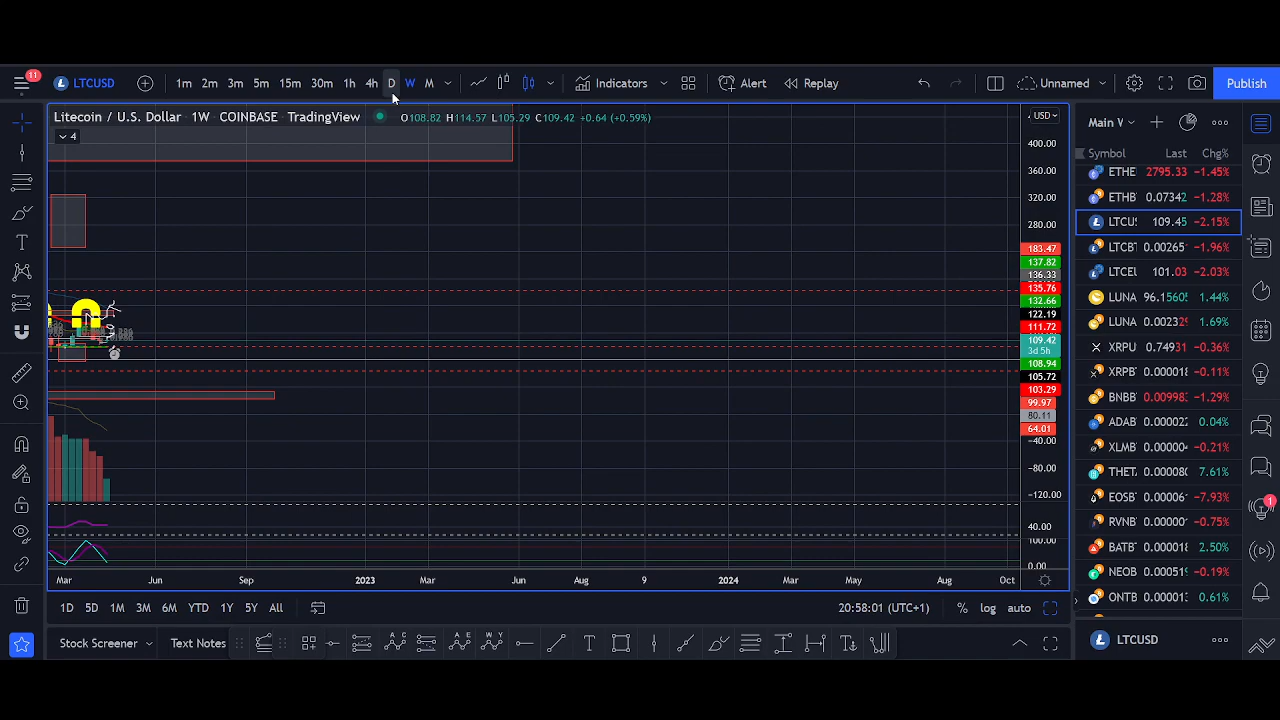 11
LTCUSD
1m 2m 3m 5m 15m 30m 1h 4h D W M
Indicators
Alert
Replay
Unnamed
Publish
Litecoin / U.S. Dollar · 1W · COINBASE · TradingView
O108.82 H114.57 L105.29 C109.42 +0.64 (+0.59%)
4
USD
400.00
360.00
320.00
280.00
183.47
137.82
136.33
135.76
132.66
122.19
111.72
109.42
3d 5h
108.94
105.72
103.29
99.97
80.11
64.01
−40.00
−80.00
−120.00
40.00
100.00
0.00
Mar Jun Sep 2023 Mar Jun Aug 9 2024 Mar May Aug Oct
1D 5D 1M 3M 6M YTD 1Y 5Y All
20:58:01 (UTC+1)
% log auto
Stock Screener
Text Notes
Main V
Symbol Last Chg%
ETHE 2795.33 −1.45%
ETHB 0.07342 −1.28%
LTCU 109.45 −2.15%
LTCB 0.00265 −1.96%
LTCE 101.03 −2.03%
LUNA 96.1560 1.44%
LUNA 0.00232 1.69%
XRPU 0.74931 −0.36%
XRPB 0.000018 −0.11%
BNBB 0.00998 −1.29%
ADAB 0.000022 0.04%
XLMB 0.000004 −0.21%
THET 0.000080 7.61%
EOSB 0.00006 −7.93%
RVNB 0.00000 −0.75%
BATB 0.000018 2.50%
NEOB 0.00051 −0.19%
ONTB 0.000013 0.61%
LTCUSD
1